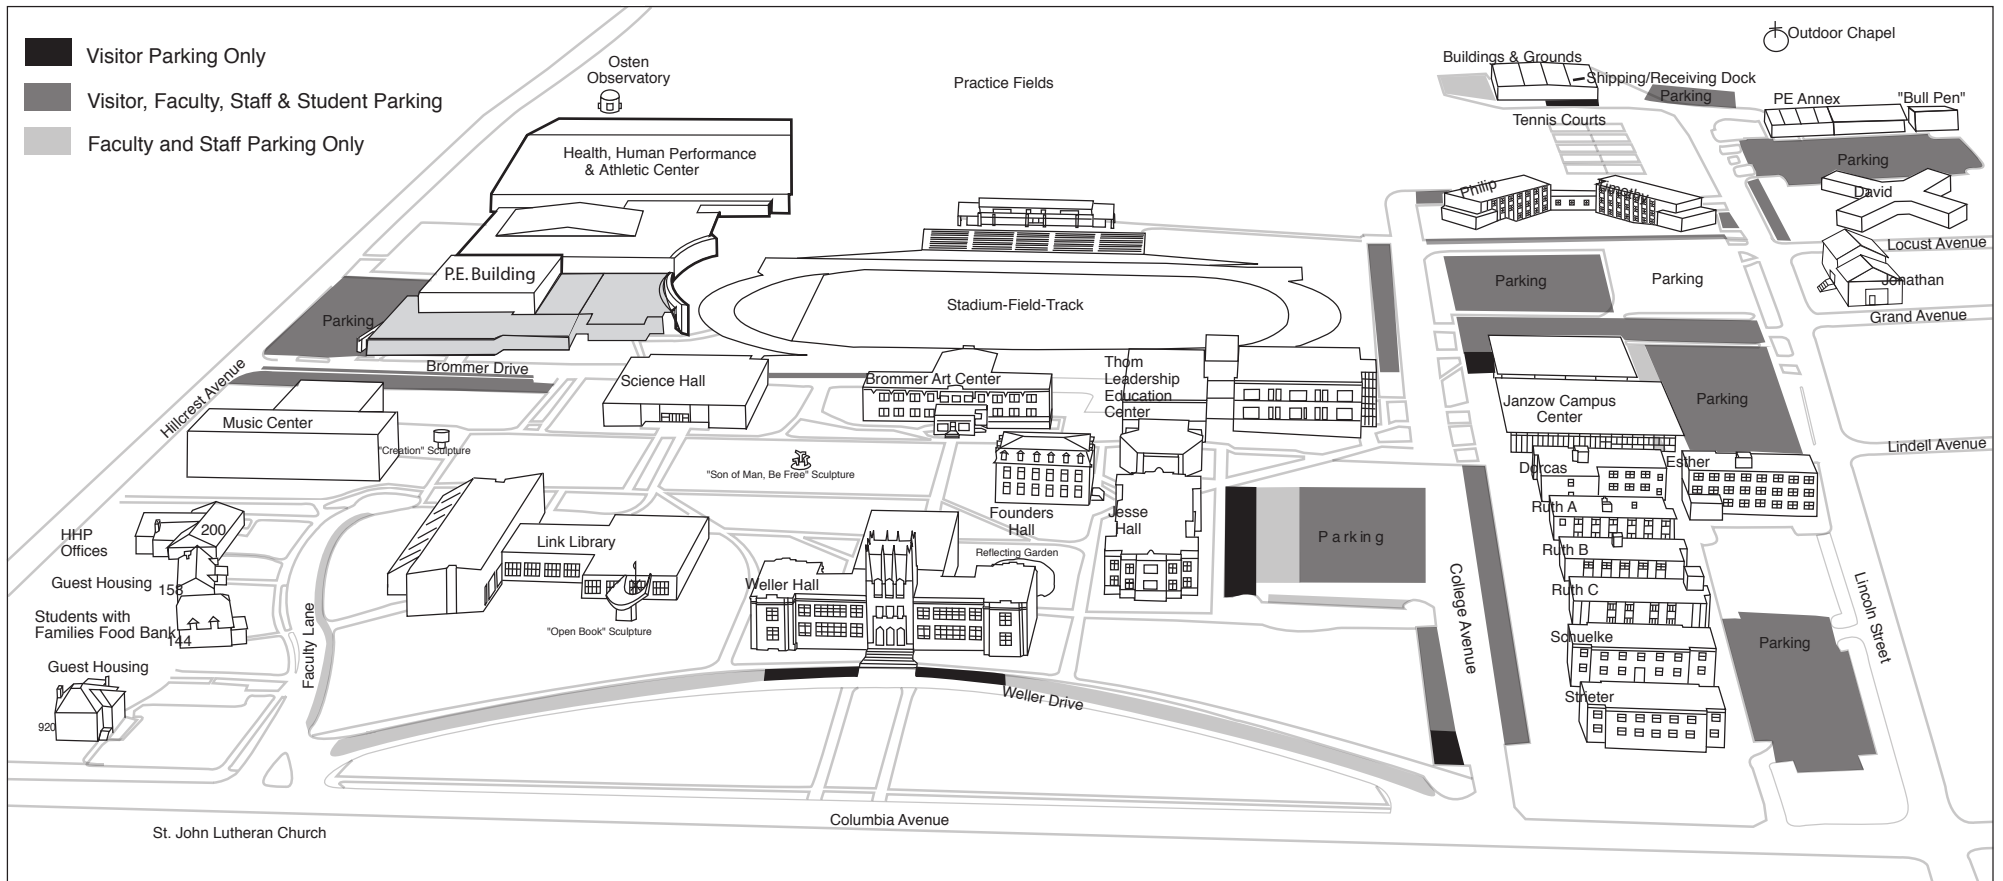 Visitor Parking Only
Visitor, Faculty, Staff & Student Parking
Faculty and Staff Parking Only
Osten
Observatory
Practice Fields
Outdoor Chapel
Buildings & Grounds
Shipping/Receiving Dock
Parking
PE Annex
"Bull Pen"
Tennis Courts
Health, Human Performance
& Athletic Center
Parking
Philip
Timothy
David
Locust Avenue
P.E. Building
Parking
Parking
Jonathan
Stadium-Field-Track
Grand Avenue
Parking
Brommer Drive
Hillcrest Avenue
Science Hall
Brommer Art Center
Thom
Leadership
Education
Center
Janzow Campus
Center
Parking
Music Center
"Creation" Sculpture
"Son of Man, Be Free" Sculpture
Lindell Avenue
Dorcas
Esther
Founders
Hall
Jesse
Hall
Ruth A
HHP
Offices
200
Link Library
Parking
Reflecting Garden
Ruth B
Guest Housing
158
Weller Hall
College Avenue
Ruth C
Lincoln Street
Students with
Families Food Bank
144
"Open Book" Sculpture
Schuelke
Parking
Guest Housing
Faculty Lane
Weller Drive
Strieter
920
Columbia Avenue
St. John Lutheran Church